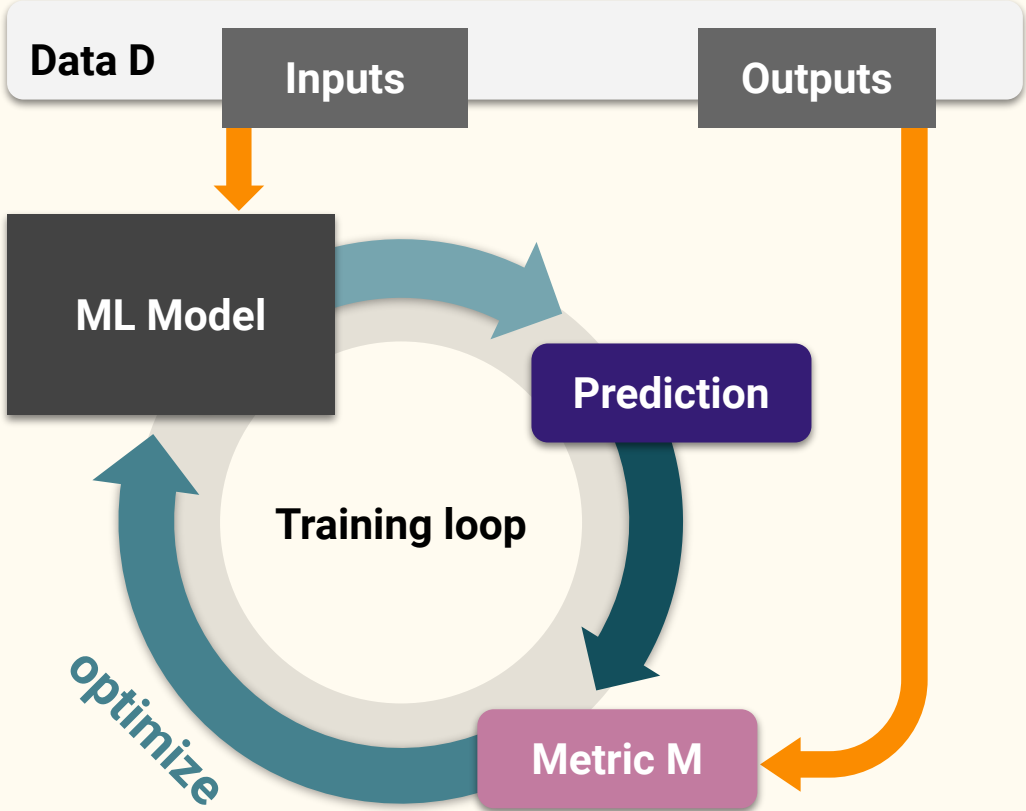 Data D
Inputs
Outputs
ML Model
Prediction
Training loop
optimize
Metric M